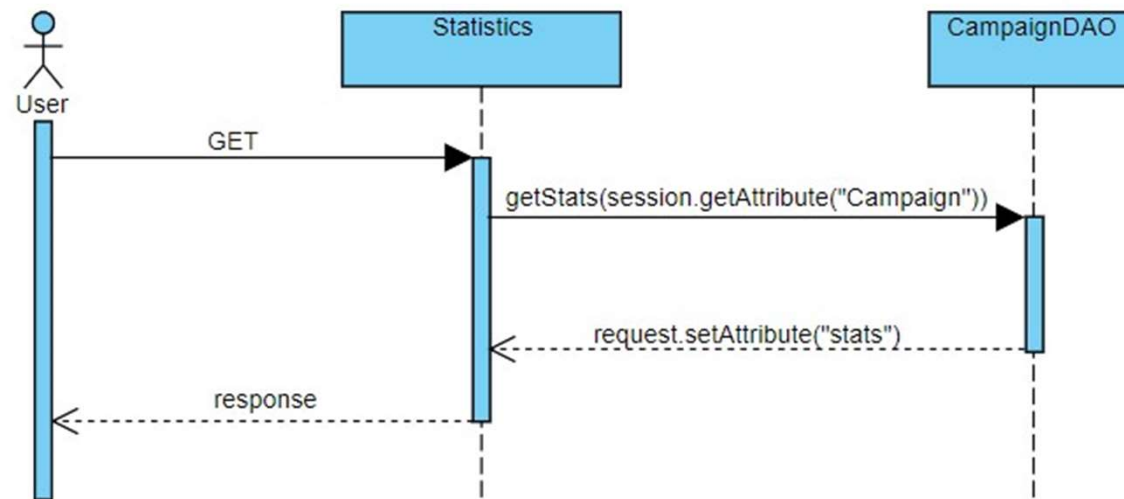 Statistics
CampaignDAO
User
GET
getStats(session.getAttribute("Campaign"))
request.setAttribute("stats")
response